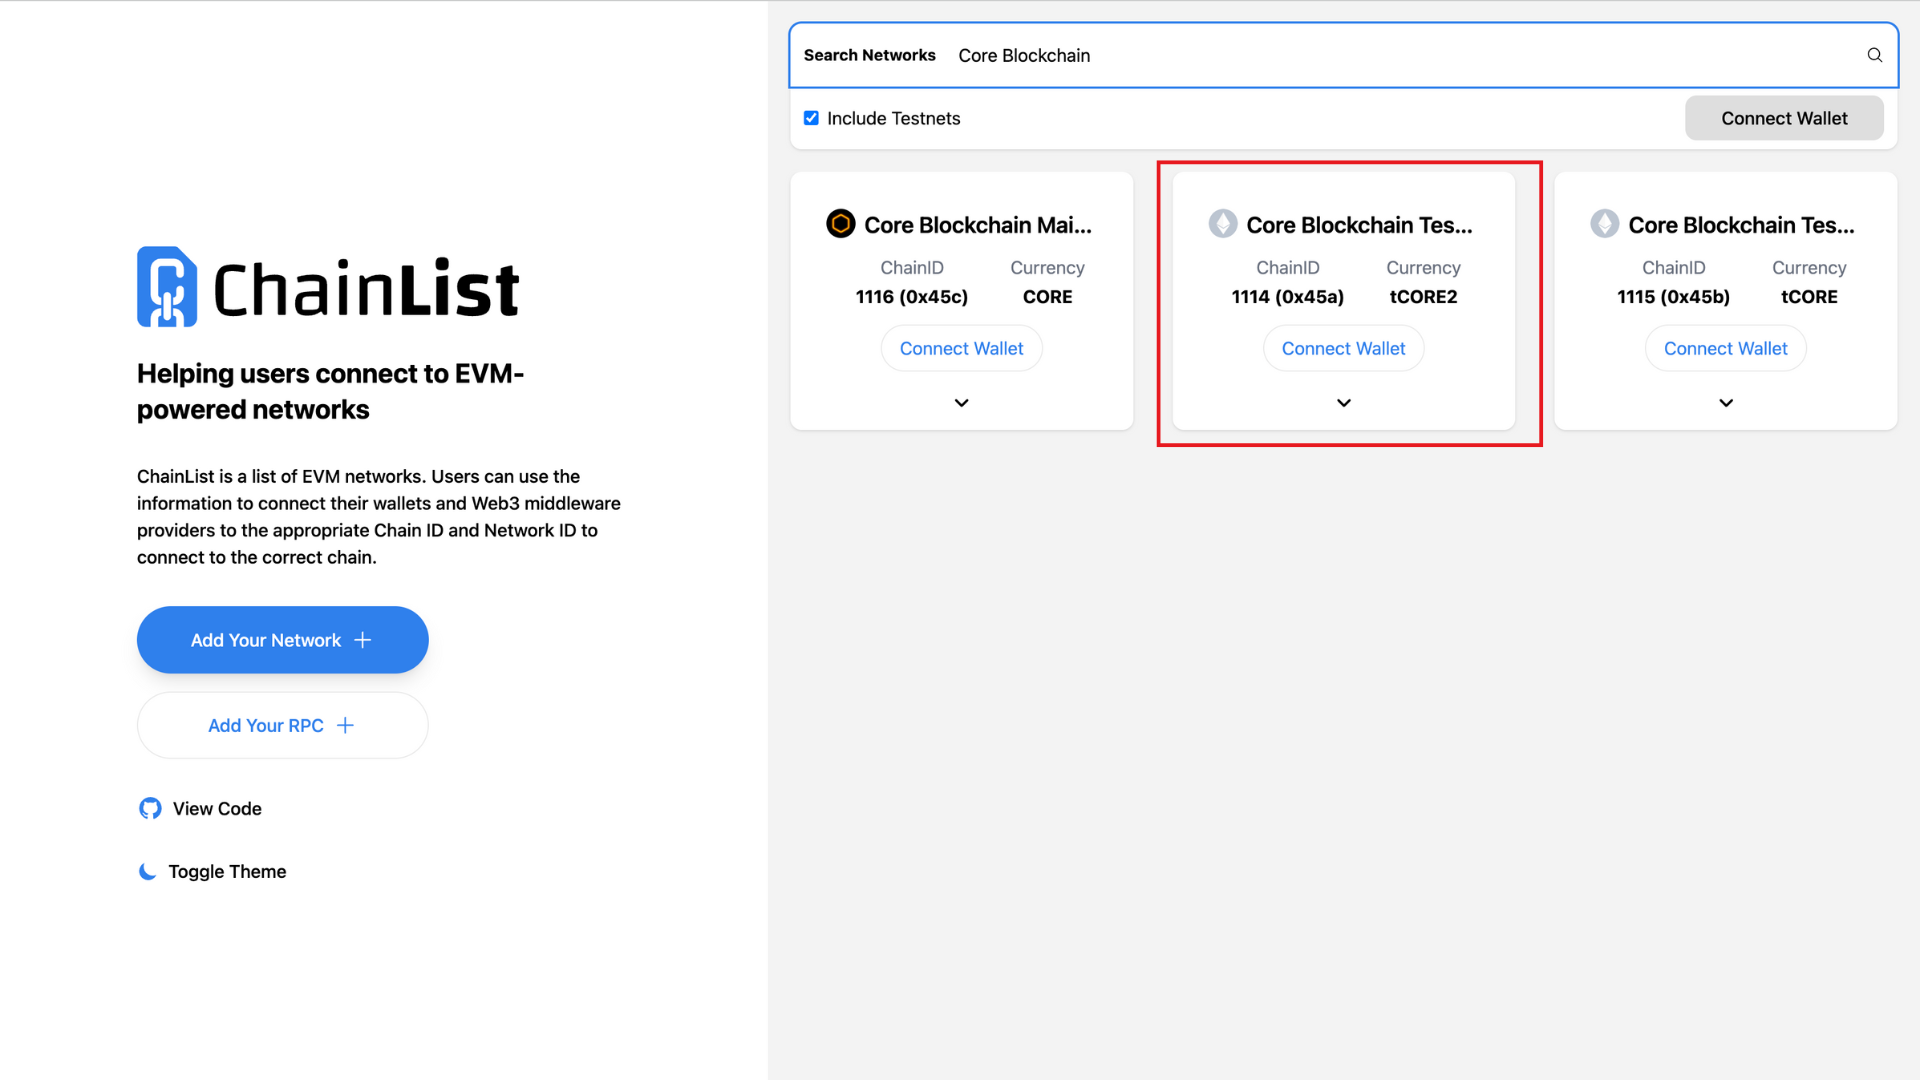 ChainList
Helping users connect to EVM-
powered networks
ChainList is a list of EVM networks. Users can use the
information to connect their wallets and Web3 middleware
providers to the appropriate Chain ID and Network ID to
connect to the correct chain.
Add Your Network
Add Your RPC
View Code
Toggle Theme
Search Networks Core Blockchain
Include Testnets Connect Wallet
Core Blockchain Mai...
ChainID Currency
1116 (0x45c) CORE
Connect Wallet
Core Blockchain Tes...
ChainID Currency
1114 (0x45a) tCORE2
Connect Wallet
Core Blockchain Tes...
ChainID Currency
1115 (0x45b) tCORE
Connect Wallet